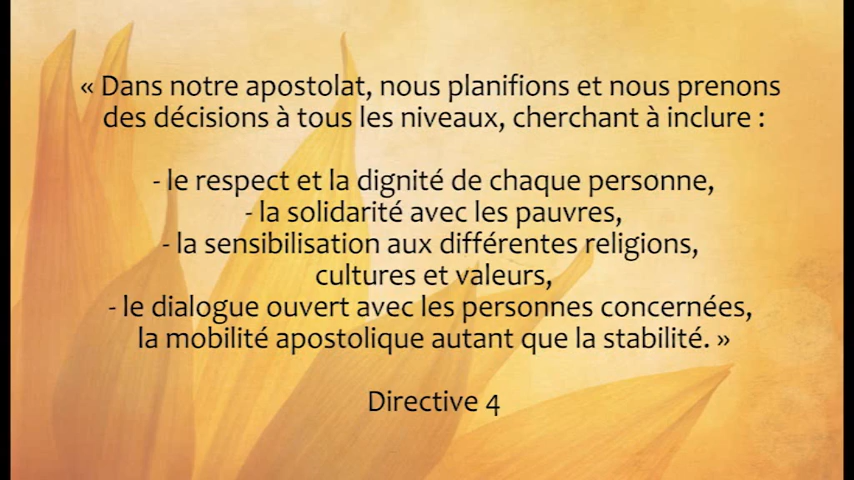 « Dans notre apostolat, nous planifions et nous prenons
des décisions à tous les niveaux, cherchant à inclure :
- le respect et la dignité de chaque personne,
- la solidarité avec les pauvres,
- la sensibilisation aux différentes religions,
cultures et valeurs,
- le dialogue ouvert avec les personnes concernées,
la mobilité apostolique autant que la stabilité. »
Directive 4